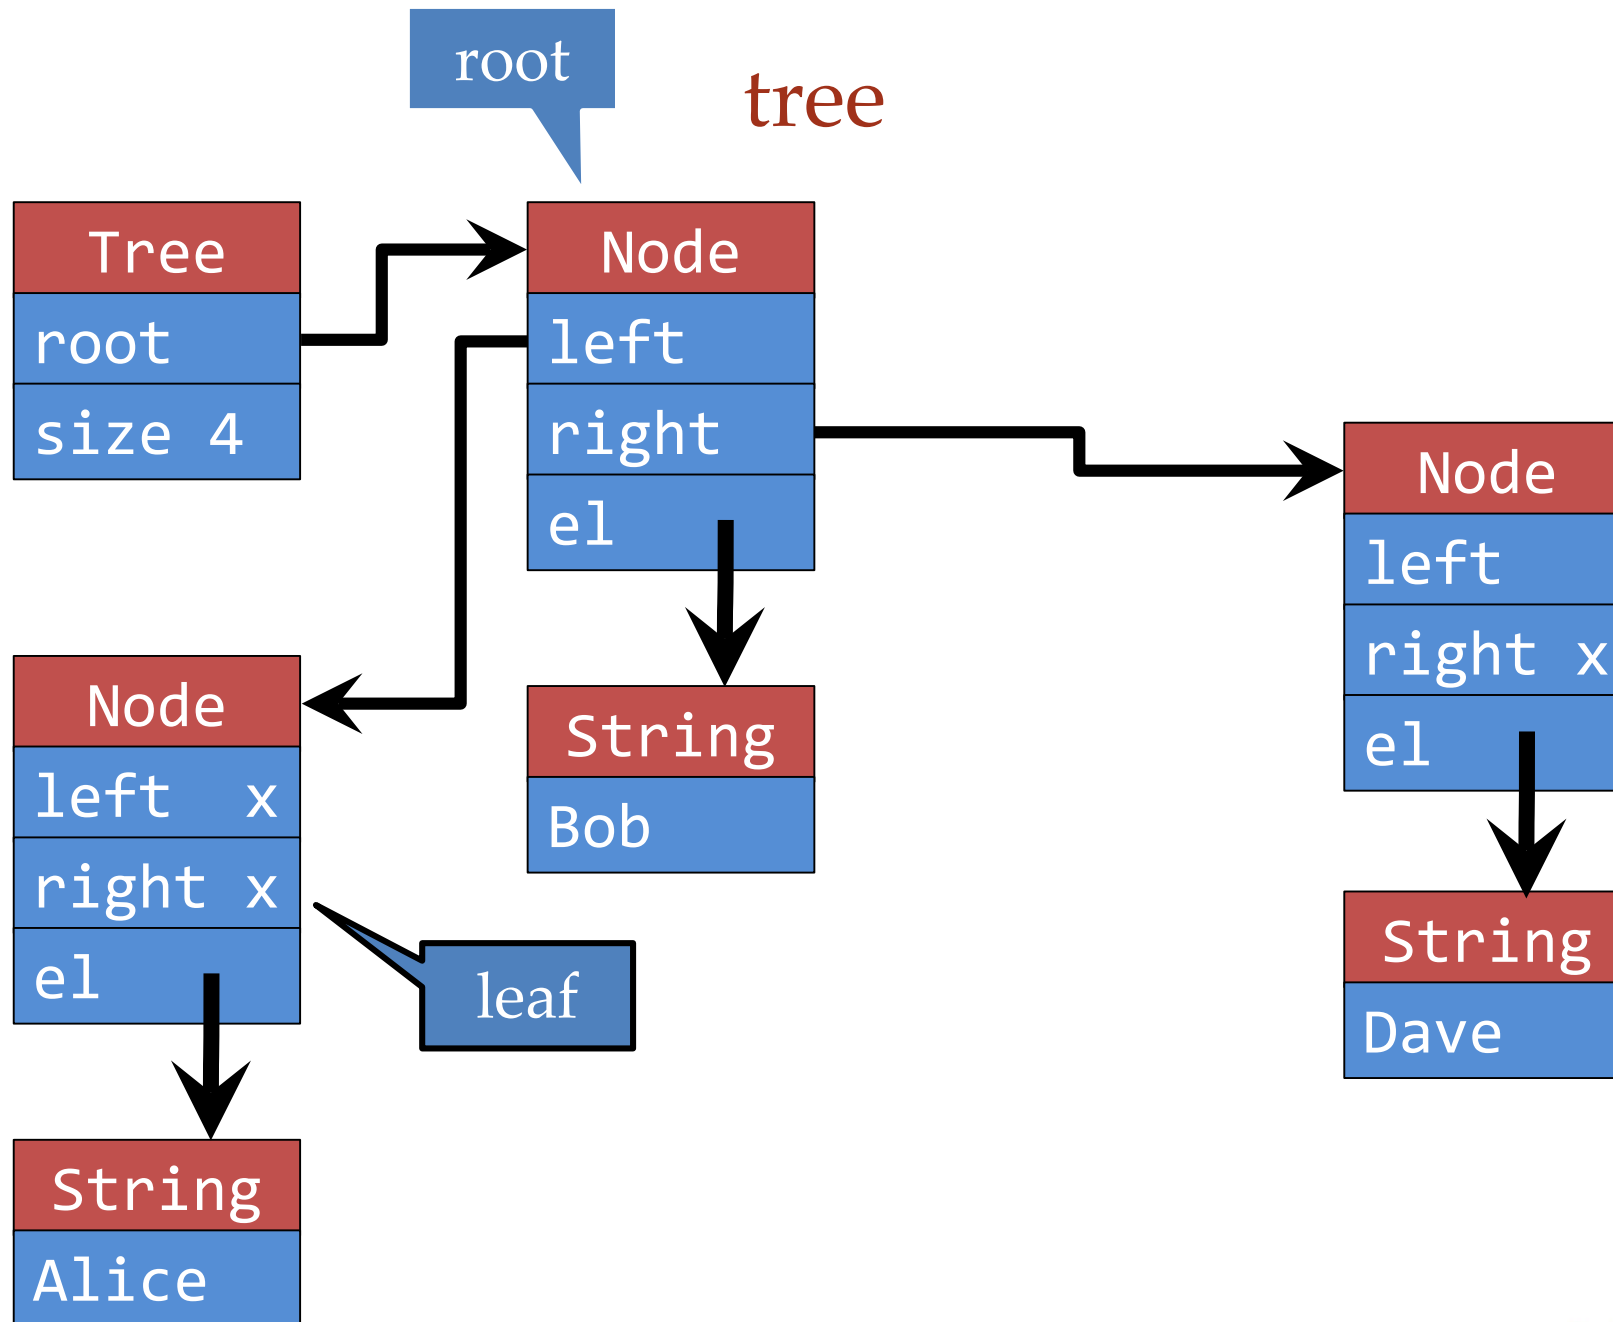 root
tree
Tree
root
size 4
Node
left
right
el
Node
left
right x
el
Node
left x
right x
el
String
Bob
leaf
String
Dave
String
Alice